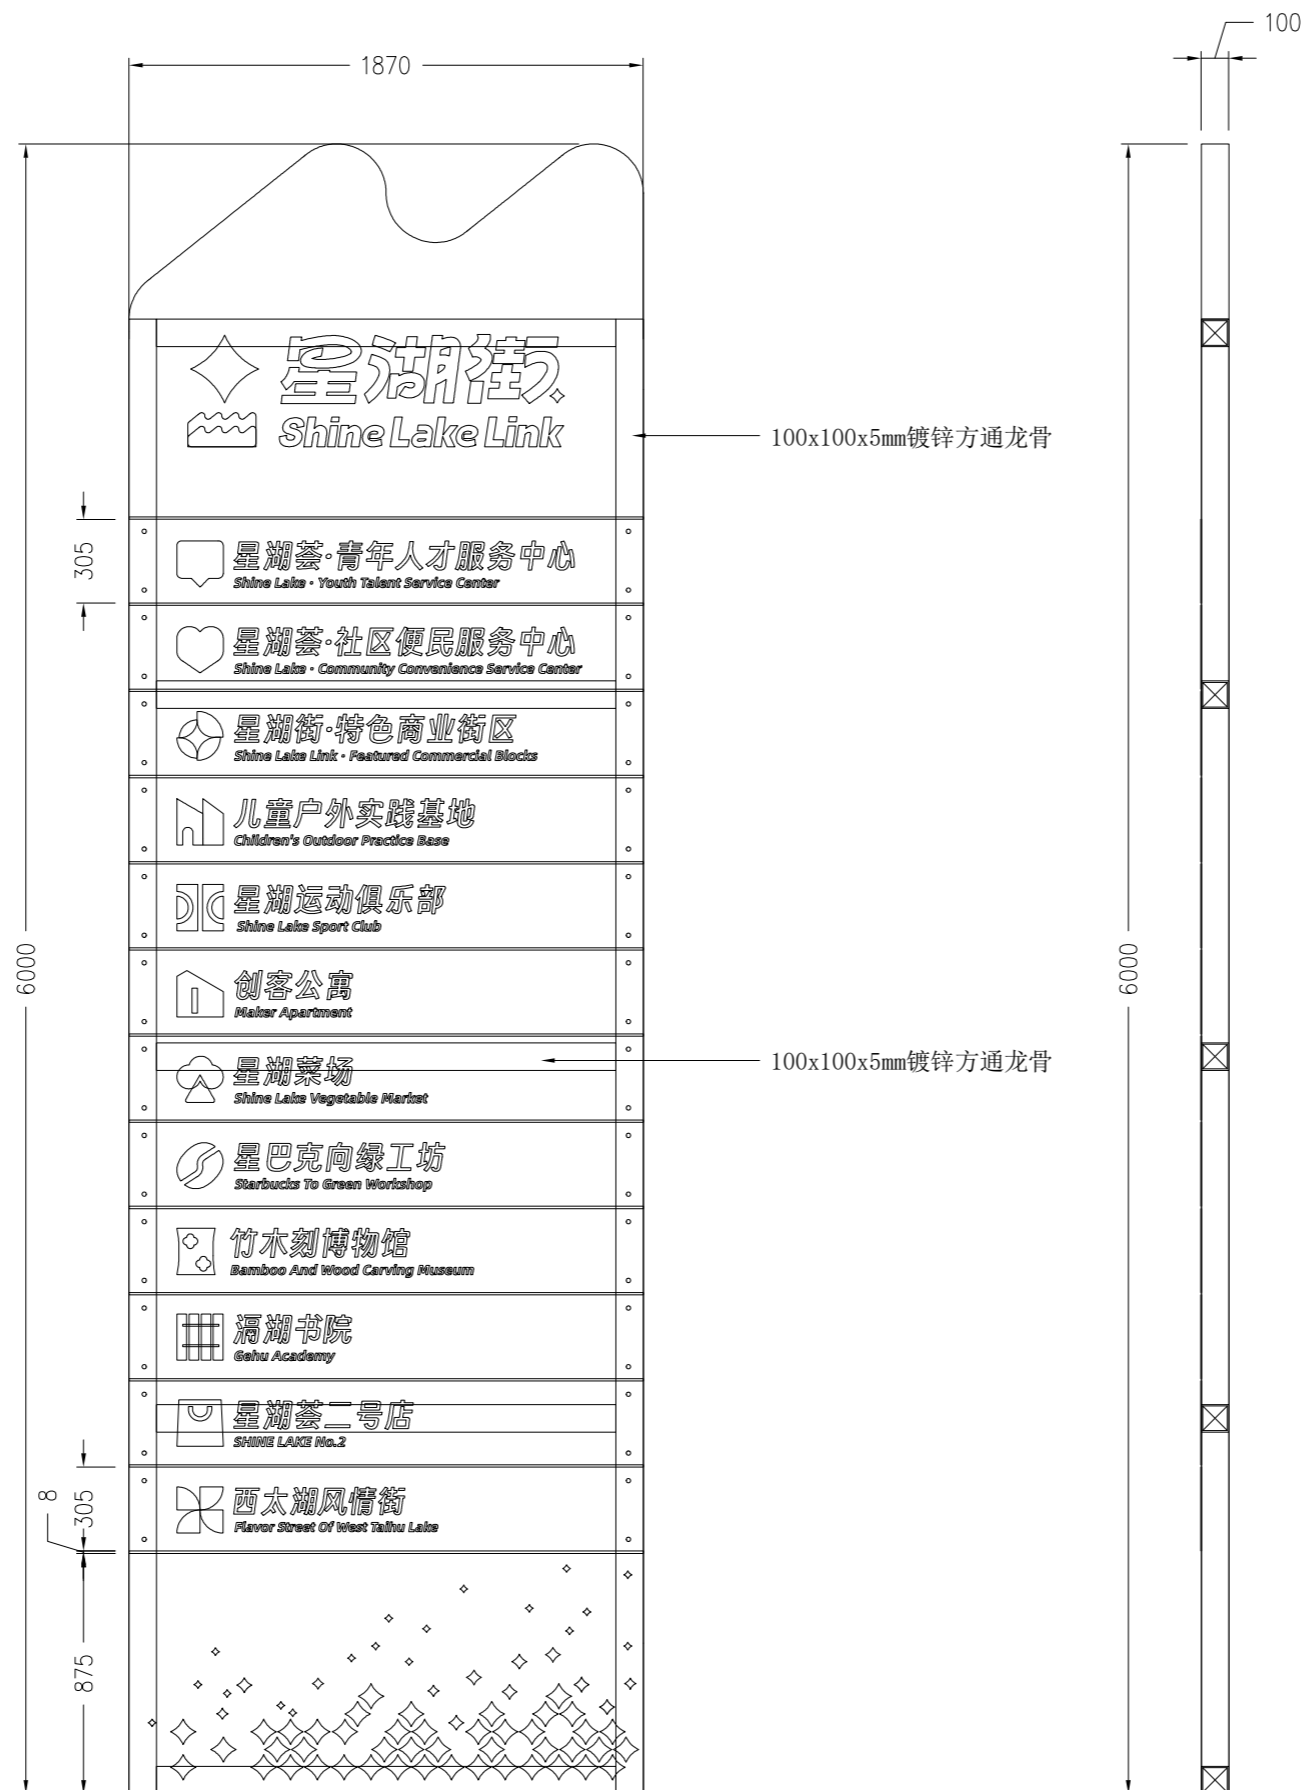 100
1870
星湖街
Shine Lake Link
100x100x5mm镀锌方通龙骨
305
星湖荟·青年人才服务中心
Shine Lake · Youth Talent Service Center
星湖荟·社区便民服务中心
Shine Lake · Community Convenience Service Center
星湖街·特色商业街区
Shine Lake Link · Featured Commercial Blocks
儿童户外实践基地
Children's Outdoor Practice Base
星湖运动俱乐部
Shine Lake Sport Club
6000
6000
创客公寓
Maker Apartment
100x100x5mm镀锌方通龙骨
星湖菜场
Shine Lake Vegetable Market
星巴克向绿工坊
Starbucks To Green Workshop
竹木刻博物馆
Bamboo And Wood Carving Museum
滆湖书院
Gehu Academy
星湖荟二号店
SHINE LAKE No.2
8
305
西太湖风情街
Flavor Street Of West Taihu Lake
875